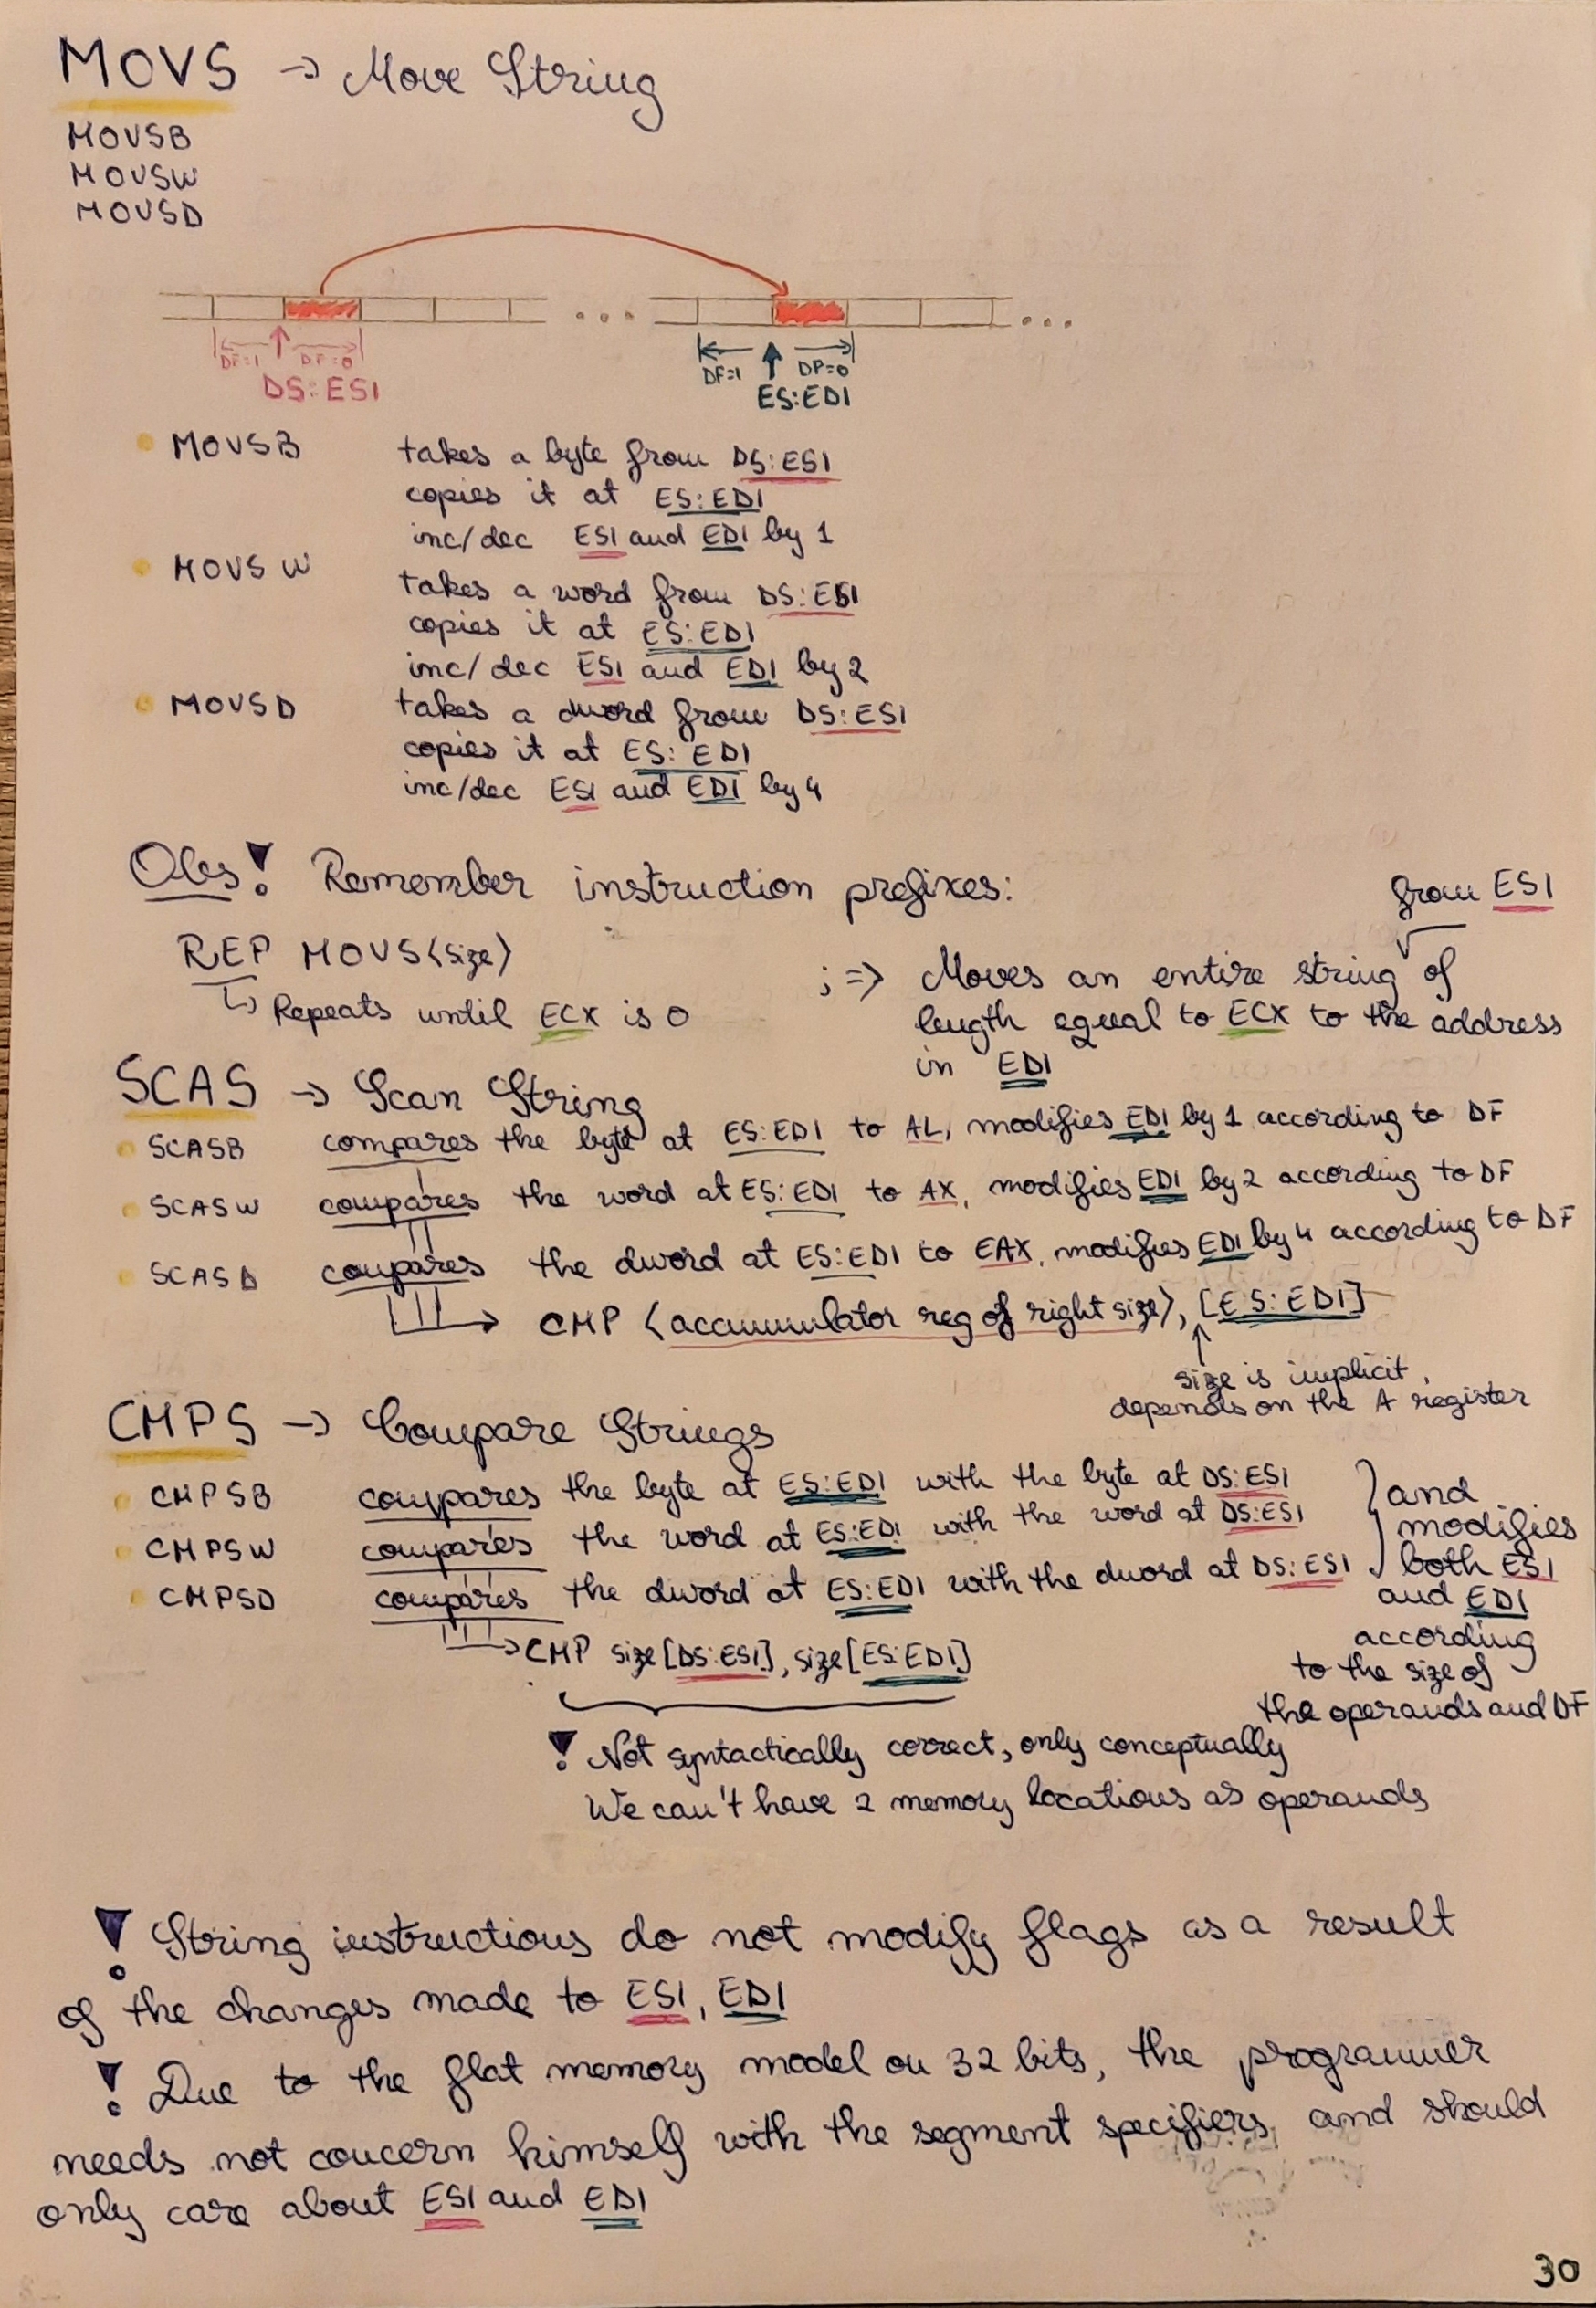 MOVS → Move String
MOVSB
MOVSW
MOVSD
... ...
DF=1 DF=0
DS:ESI
DF=1 DF=0
ES:EDI
MOVSB takes a byte from DS:ESI
copies it at ES:EDI
inc/dec ESI and EDI by 1
MOVSW takes a word from DS:ESI
copies it at ES:EDI
inc/dec ESI and EDI by 2
MOVSD takes a dword from DS:ESI
copies it at ES:EDI
inc/dec ESI and EDI by 4
Obs! Remember instruction prefixes:
REP MOVS<size>
↳ Repeats until ECX is 0
from ESI
; => Moves an entire string √ of
length equal to ECX to the address
in EDI
SCAS → Scan String
SCASB compares the byte at ES:EDI to AL, modifies EDI by 1 according to DF
SCASW compares the word at ES:EDI to AX, modifies EDI by 2 according to DF
SCASD compares the dword at ES:EDI to EAX, modifies EDI by 4 according to DF
→ CMP <accumulator reg of right size>, [ES:EDI]
↑
size is implicit,
depends on the A register
CMPS → Compare Strings
CMPSB compares the byte at ES:EDI with the byte at DS:ESI
CMPSW compares the word at ES:EDI with the word at DS:ESI
CMPSD compares the dword at ES:EDI with the dword at DS:ESI
} and
modifies
both ESI
and EDI
according
to the size of
the operands and DF
→ CMP size[DS:ESI], size[ES:EDI]
! Not syntactically correct, only conceptually
We can't have 2 memory locations as operands
! String instructions do not modify flags as a result
of the changes made to ESI, EDI
! Due to the flat memory model on 32 bits, the programmer
needs not concern himself with the segment specifiers, and should
only care about ESI and EDI
30